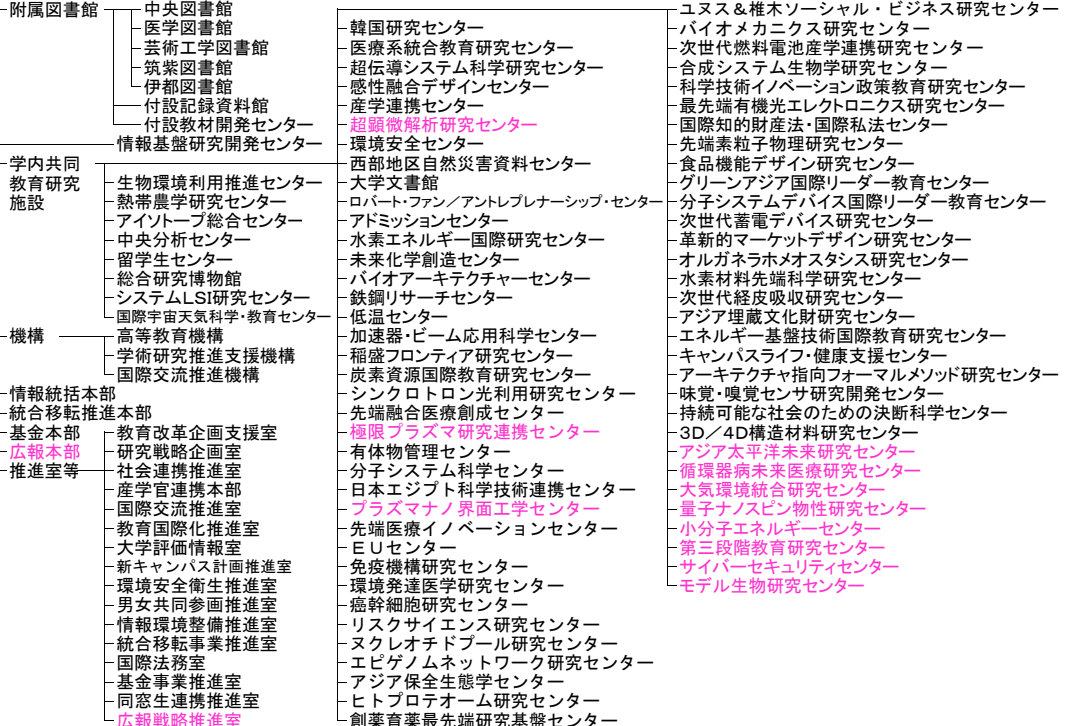 附属図書館
中央図書館
医学図書館
芸術工学図書館
筑紫図書館
伊都図書館
付設記録資料館
付設教材開発センター
情報基盤研究開発センター
学内共同
教育研究
施設
生物環境利用推進センター
熱帯農学研究センター
アイソトープ総合センター
中央分析センター
留学生センター
総合研究博物館
システムLSI研究センター
国際宇宙天気科学・教育センター
機構
高等教育機構
学術研究推進支援機構
国際交流推進機構
情報統括本部
統合移転推進本部
基金本部
広報本部
推進室等
教育改革企画支援室
研究戦略企画室
社会連携推進室
産学官連携本部
国際交流推進室
教育国際化推進室
大学評価情報室
新キャンパス計画推進室
環境安全衛生推進室
男女共同参画推進室
情報環境整備推進室
統合移転事業推進室
国際法務室
基金事業推進室
同窓生連携推進室
広報戦略推進室
韓国研究センター
医療系統合教育研究センター
超伝導システム科学研究センター
感性融合デザインセンター
産学連携センター
超顕微解析研究センター
環境安全センター
西部地区自然災害資料センター
大学文書館
ロバート・ファン／アントレプレナーシップ・センター
アドミッションセンター
水素エネルギー国際研究センター
未来化学創造センター
バイオアーキテクチャーセンター
鉄鋼リサーチセンター
低温センター
加速器・ビーム応用科学センター
稲盛フロンティア研究センター
炭素資源国際教育研究センター
シンクロトロン光利用研究センター
先端融合医療創成センター
極限プラズマ研究連携センター
有体物管理センター
分子システム科学センター
日本エジプト科学技術連携センター
プラズマナノ界面工学センター
先端医療イノベーションセンター
ＥＵセンター
免疫機構研究センター
環境発達医学研究センター
癌幹細胞研究センター
リスクサイエンス研究センター
ヌクレオチドプール研究センター
エピゲノムネットワーク研究センター
アジア保全生態学センター
ヒトプロテオーム研究センター
創薬育薬最先端研究基盤センター
ユヌス＆椎木ソーシャル・ビジネス研究センター
バイオメカニクス研究センター
次世代燃料電池産学連携研究センター
合成システム生物学研究センター
科学技術イノベーション政策教育研究センター
最先端有機光エレクトロニクス研究センター
国際知的財産法・国際私法センター
先端素粒子物理研究センター
食品機能デザイン研究センター
グリーンアジア国際リーダー教育センター
分子システムデバイス国際リーダー教育センター
次世代蓄電デバイス研究センター
革新的マーケットデザイン研究センター
オルガネラホメオスタシス研究センター
水素材料先端科学研究センター
次世代経皮吸収研究センター
アジア埋蔵文化財研究センター
エネルギー基盤技術国際教育研究センター
キャンパスライフ・健康支援センター
アーキテクチャ指向フォーマルメソッド研究センター
味覚・嗅覚センサ研究開発センター
持続可能な社会のための決断科学センター
3D／4D構造材料研究センター
アジア太平洋未来研究センター
循環器病未来医療研究センター
大気環境統合研究センター
量子ナノスピン物性研究センター
小分子エネルギーセンター
第三段階教育研究センター
サイバーセキュリティセンター
モデル生物研究センター